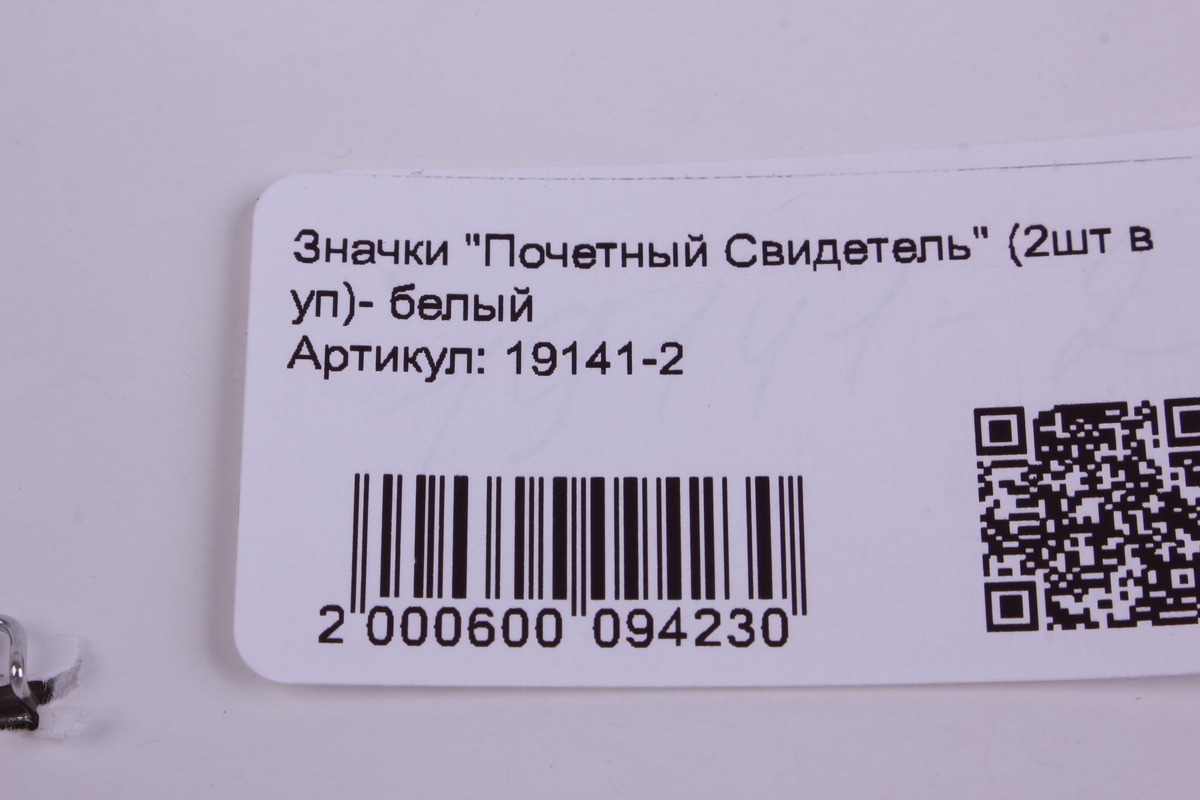 Значки "Почетный Свидетель" (2шт в
уп)- белый
Артикул: 19141-2
2 000600 094230